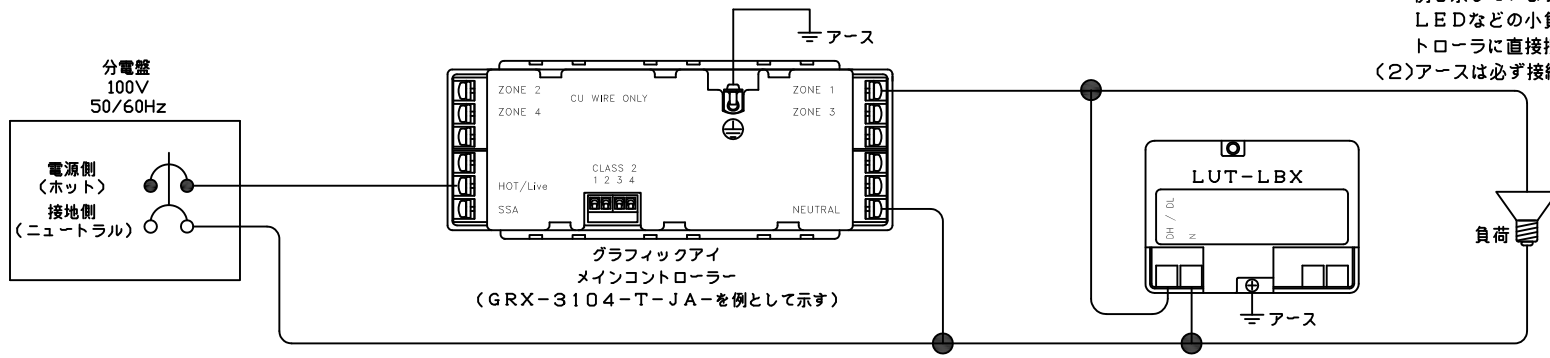 LEDなどの小
トローラに直接
(2)アースは必ず接
アース
分電盤
100V
50/60Hz
電源側
(ホット)
接地側
(ニュートラル)
ZONE 2
ZONE 4
CU WIRE ONLY
ZONE 1
ZONE 3
CLASS 2
1 2 3 4
HOT/Live
SSA
NEUTRAL
グラフィックアイ
メインコントローラー
(GRX-3104-T-JA-を例として示す)
LUT-LBX
DH / DL
N
アース
負荷